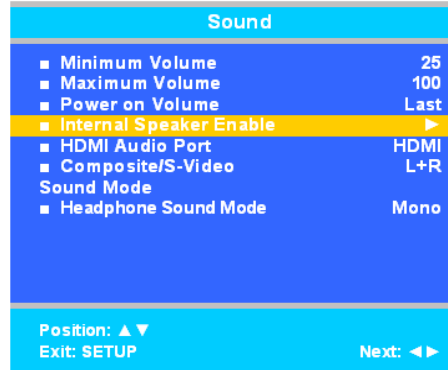 Sound
■ Minimum Volume 25
■ Maximum Volume 100
■ Power on Volume Last
■ Internal Speaker Enable ►
■ HDMI Audio Port HDMI
■ Composite/S-Video L+R
Sound Mode
■ Headphone Sound Mode Mono
Position: ▲▼
Exit: SETUP Next: ◄►